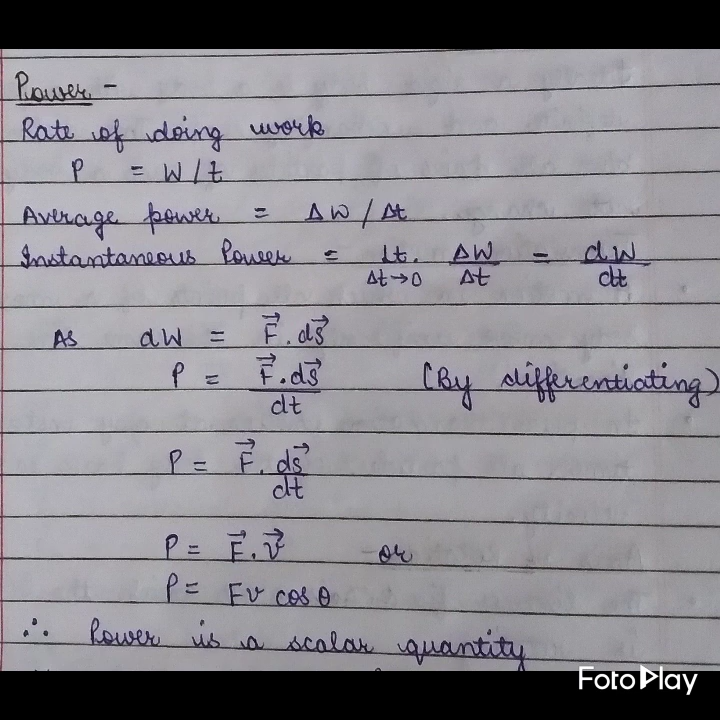 Power -
Rate of doing work
P = W/t
Average power = ΔW / Δt
Instantaneous Power = lt. ΔW = dW
Δt→0 Δt dt
As dW = F⃗ . ds⃗
P = F⃗ . ds⃗ (By differentiating)
dt
P = F⃗ . ds⃗
dt
P = F⃗ . v⃗ or
P = Fv cosθ
∴ Power is a scalar quantity
FotoPlay